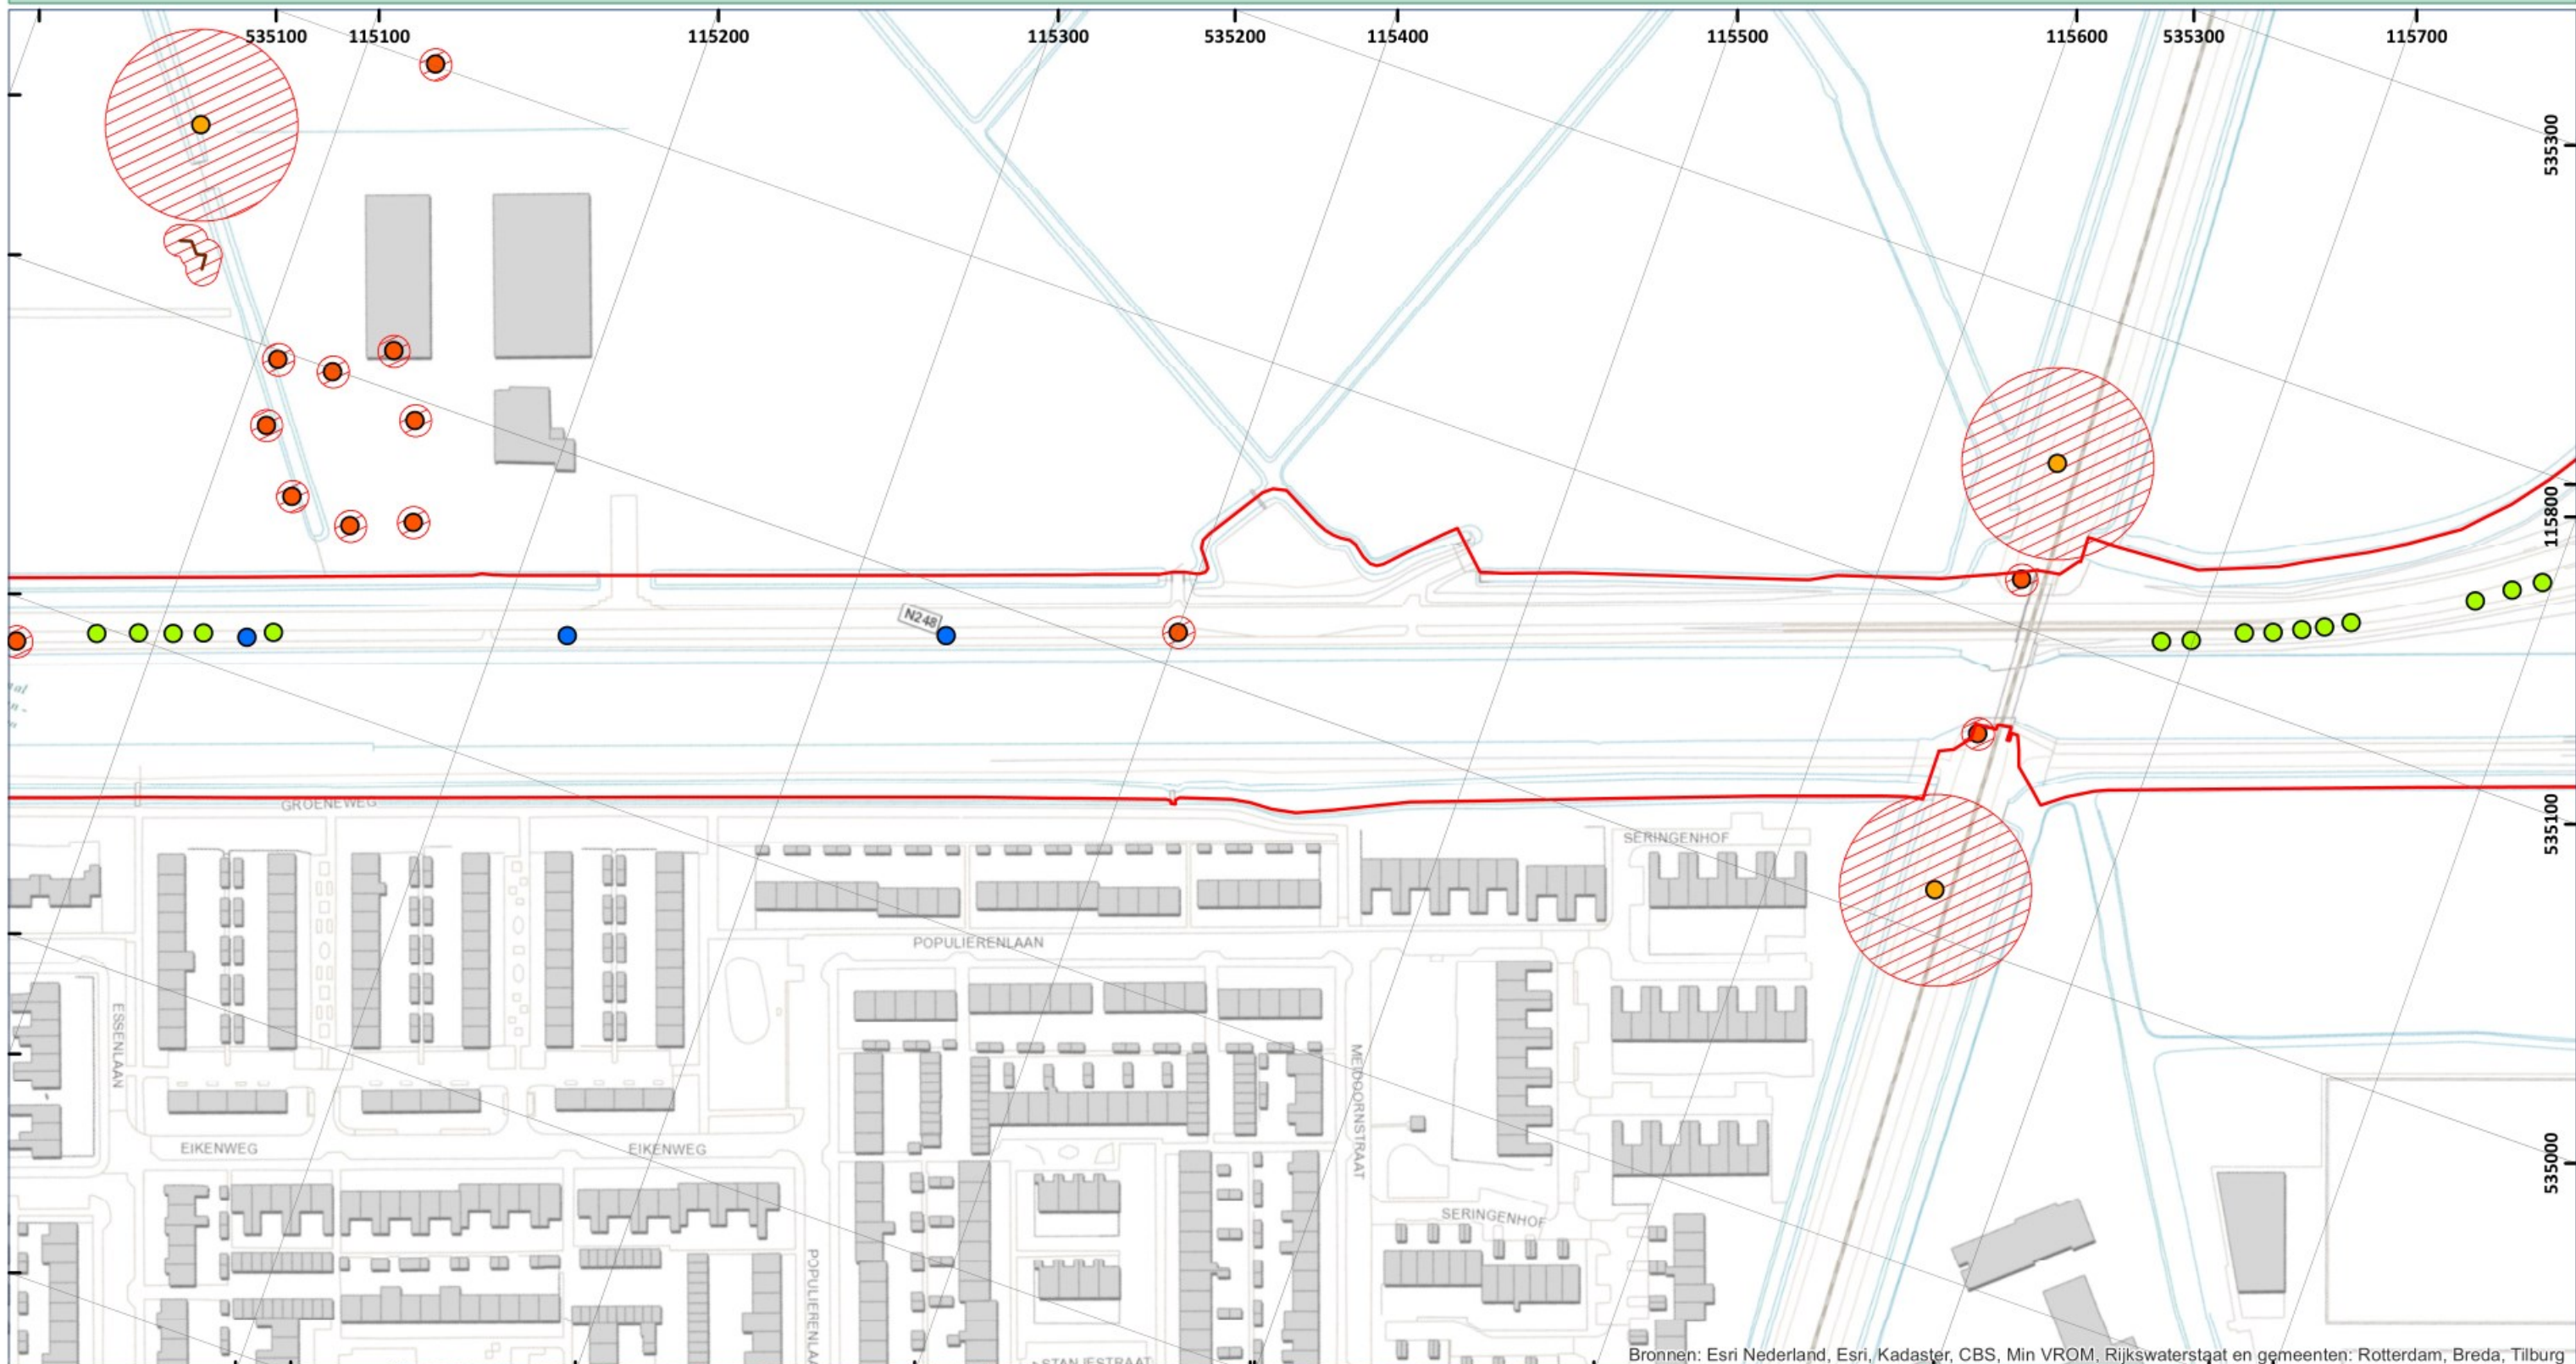 535100
115100
115200
115300
535200
115400
115500
115600
535300
115700
535300
115800
N248
535100
GROENEWEG
SERINGENHOF
POPULIERENLAAN
ESSENLAAN
MEIDOORNSTRAAT
EIKENWEG
EIKENWEG
535000
SERINGENHOF
POPULIERENLAA
Bronnen: Esri Nederland, Esri, Kadaster, CBS, Min VROM, Rijkswaterstaat en gemeenten: Rotterdam, Breda, Tilburg